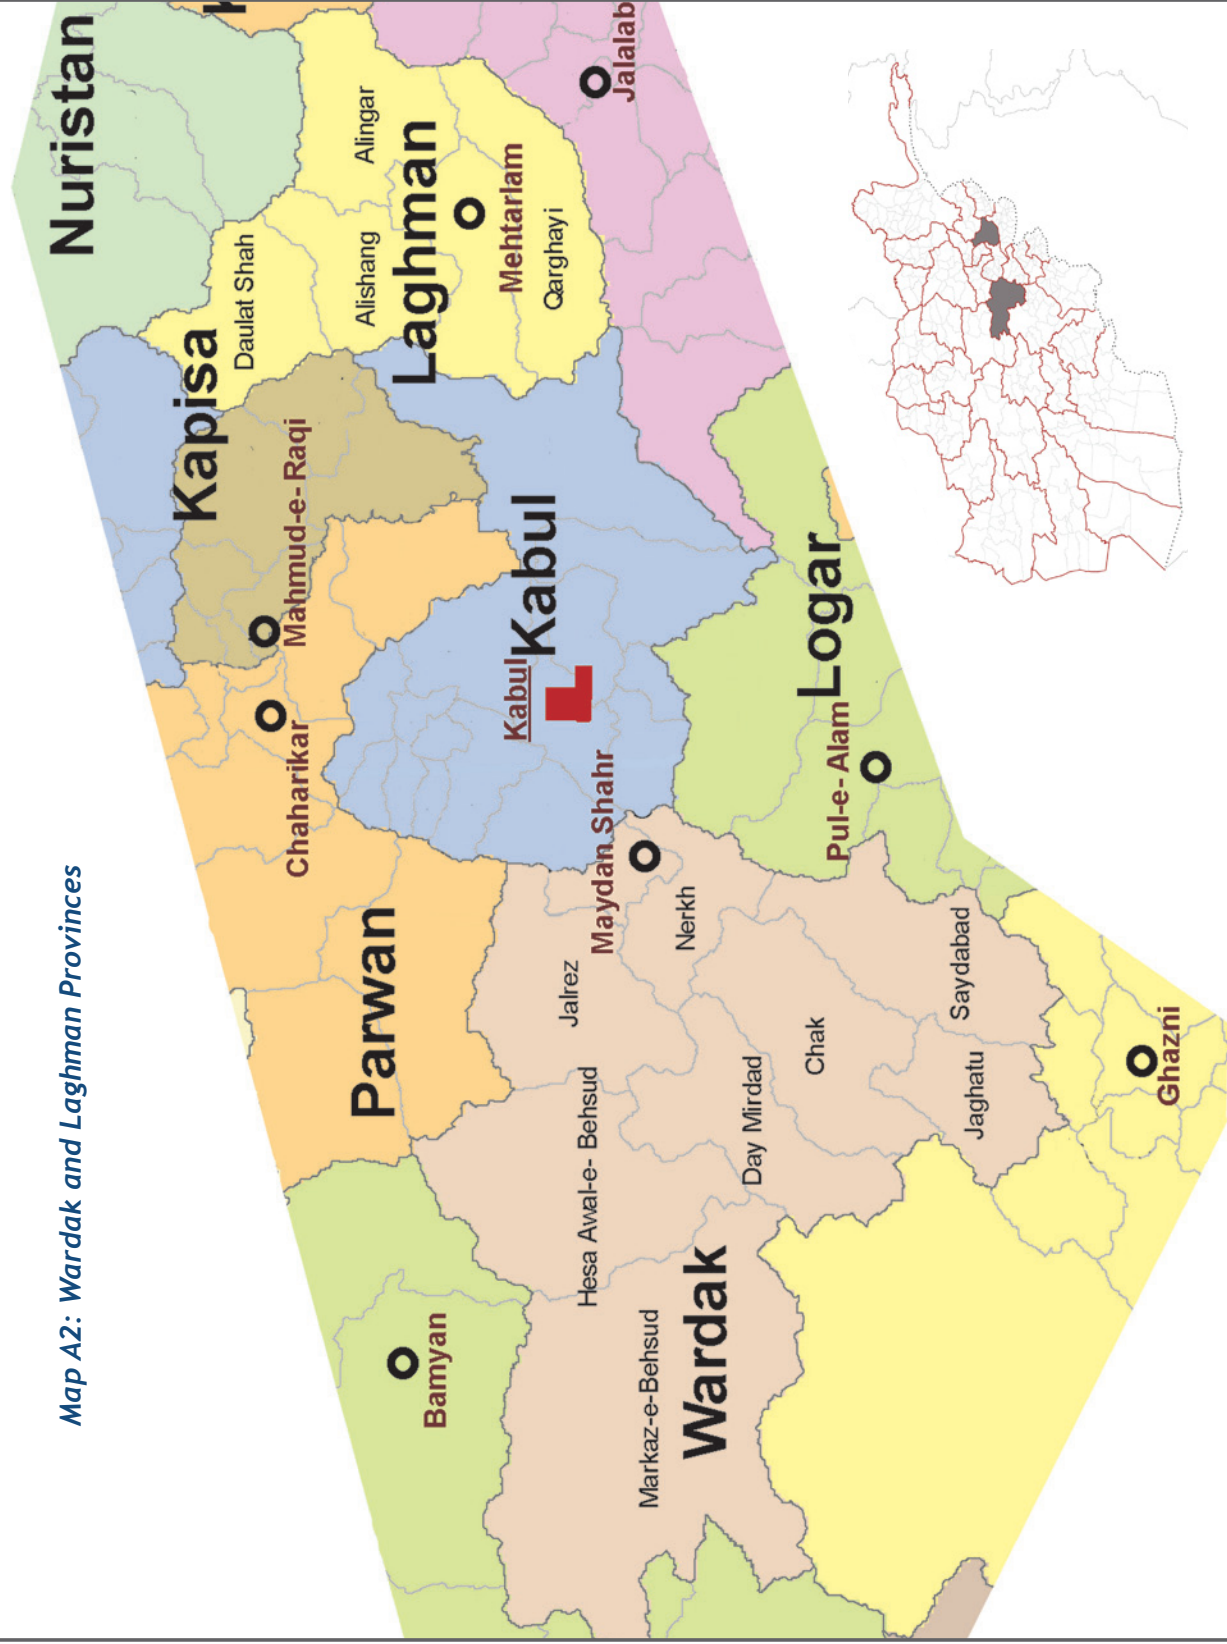 Map A2: Wardak and Laghman Provinces
Nuristan
Kapisa
Daulat Shah
Mahmud-e-Raqi
Chaharikar
Parwan
Alishang
Alingar
Laghman
Bamyan
Mehtarlam
Qarghayi
Kabul
Kabul
Jalalab
Jalrez
Hesa Awal-e- Behsud
Maydan Shahr
Markaz-e-Behsud
Nerkh
Wardak
Day Mirdad
Chak
Logar
Pul-e-Alam
Saydabad
Jaghatu
Ghazni